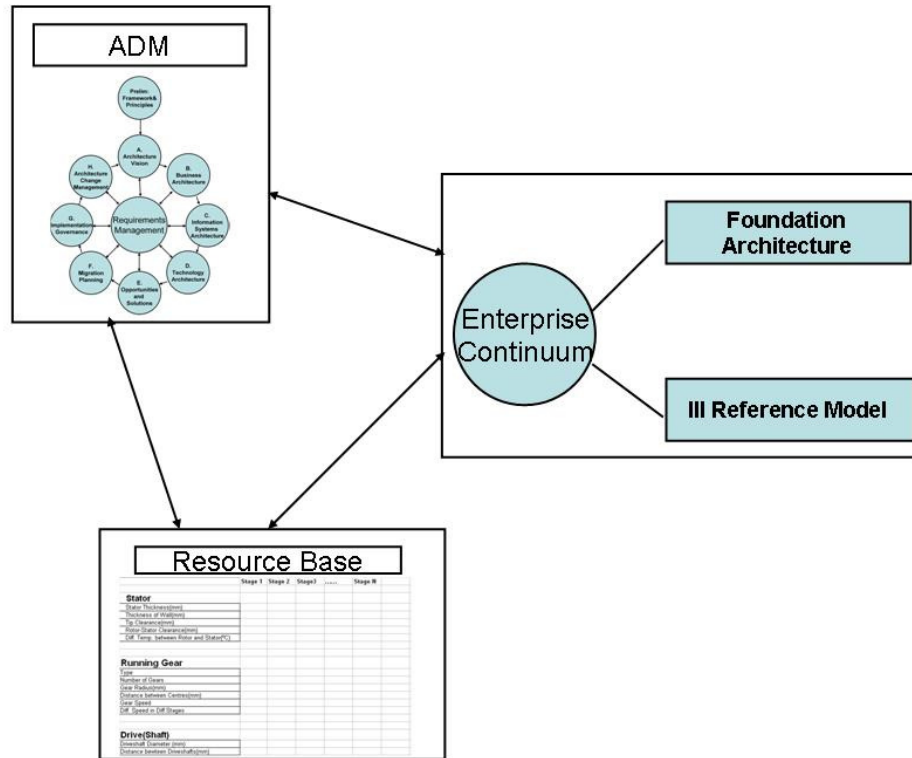 ADM
Prelim:
Framework&
Principles
A.
Architecture
Vision
H.
Architecture
Change
Management
B.
Business
Architecture
G.
Implementation
Governance
Requirements
Management
C.
Information
Systems
Architecture
F.
Migration
Planning
D.
Technology
Architecture
E.
Opportunities
and
Solutions
Enterprise
Continuum
Foundation
Architecture
III Reference Model
Resource Base
Stage 1 Stage 2 Stage3 ...... Stage N
Stator
Stator Thickness(mm)
Thickness of Wall(mm)
Tip Clearance(mm)
Rotor-Stator Clearance(mm)
Diff. Temp. between Rotor and Stator(ºC)
Running Gear
Type
Number of Gears
Gear Radius(mm)
Distance between Centres(mm)
Gear Speed
Diff. Speed in Diff.Stages
Drive(Shaft)
Driveshaft Diameter (mm)
Distance between Driveshafts(mm)